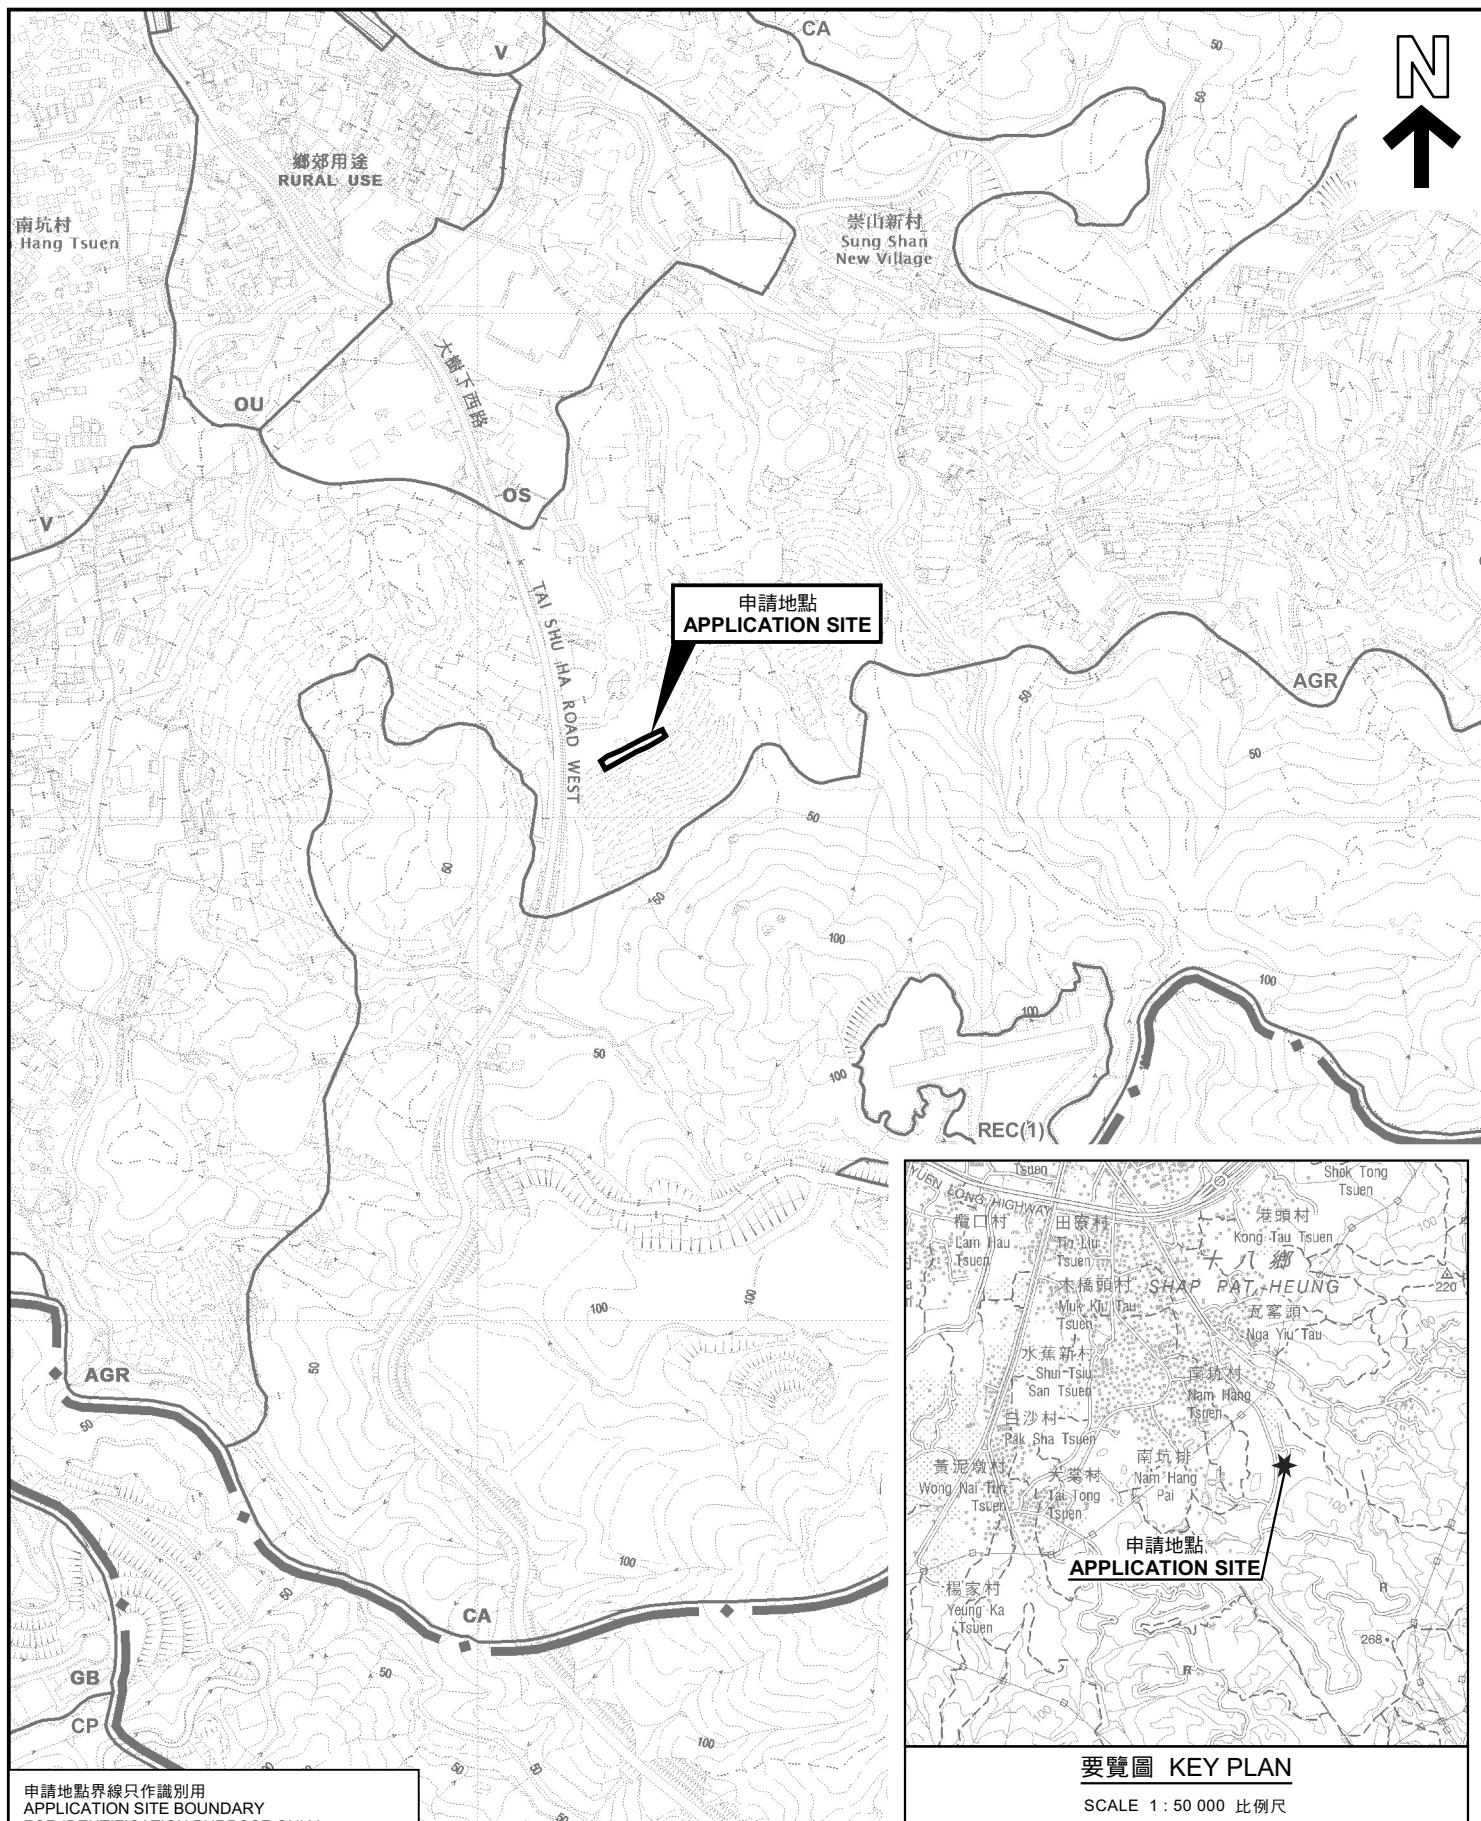 CA
50
50
N
V
鄉郊用途
RURAL USE
南坑村
Hang Tsuen
崇山新村
Sung Shan
New Village
大樹下西路
OU
OS
V
TAI SHU HA ROAD WEST
申請地點
APPLICATION SITE
AGR
50
50
50
50
50
100
100
100
100
50
REC(1)
100
100
50
AGR
50
CA
100
50
50
GB
CP
100
50
50
申請地點界線只作識別用
APPLICATION SITE BOUNDARY
YUEN LONG HIGHWAY
Tsuen
Shek Tong
Tsuen
欖口村
Lam Hau
Tsuen
田寮村
Tin Liu
Tsuen
港頭村
Kong Tau Tsuen
十八鄉
SHAP PAT HEUNG
220
100
木橋頭村
Muk Kiu Tau
Tsuen
瓦窰頭
Nga Yiu Tau
水蕉新村
Shui Tsiu
San Tsuen
南坑村
Nam Hang
Tsuen
白沙村
Pak Sha Tsuen
黃泥墩村
Wong Nai Tun
Tsuen
大棠村
Tai Tong
Tsuen
南坑排
Nam Hang
Pai
100
申請地點
APPLICATION SITE
楊家村
Yeung Ka
Tsuen
R
268
R
100
要覽圖 KEY PLAN
SCALE 1 : 50 000 比例尺